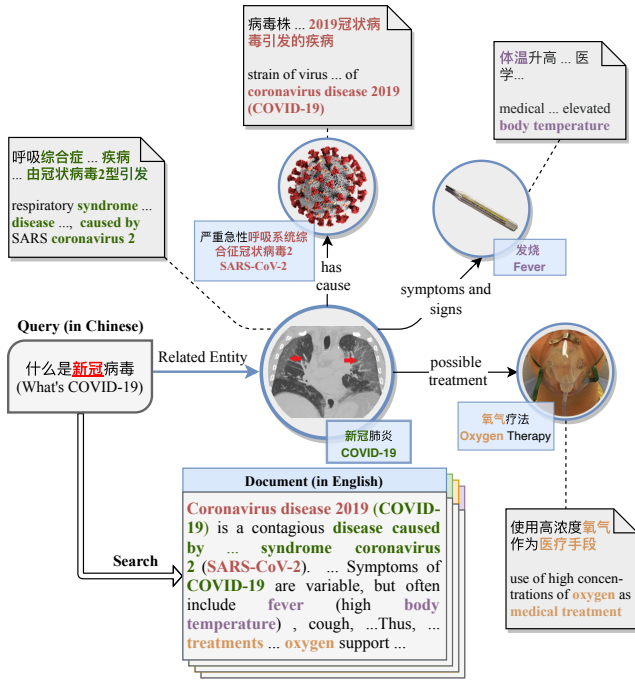 病毒株 ... 2019冠状病
毒引发的疾病
strain of virus ... of
coronavirus disease 2019
(COVID-19)
体温升高 ... 医
学...
medical ... elevated
body temperature
呼吸综合症 ... 疾病
... 由冠状病毒2型引发
respiratory syndrome ...
disease ..., caused by
SARS coronavirus 2
严重急性呼吸系统综
合征冠状病毒2
SARS-CoV-2
has
cause
发烧
Fever
symptoms and
signs
Query (in Chinese)
什么是新冠病毒
(What's COVID-19)
Related Entity
possible
treatment
新冠肺炎
COVID-19
氧气疗法
Oxygen Therapy
Document (in English)
Coronavirus disease 2019 (COVID-
19) is a contagious disease caused
by ... syndrome coronavirus
2 (SARS-CoV-2). ... Symptoms of
COVID-19 are variable, but often
include fever (high body
temperature) , cough, ...Thus, ...
treatments ... oxygen support ...
Search
使用高浓度氧气
作为医疗手段
use of high concen-
trations of oxygen as
medical treatment